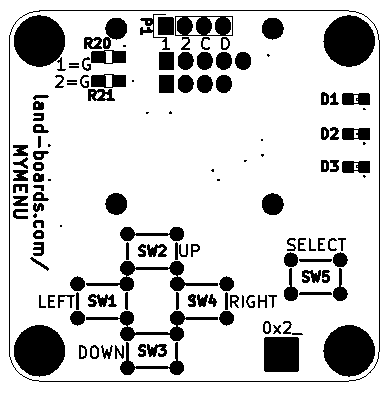 P1
R20
1 2 C D
1=G
2=G
R21
D1
D2
D3
land-boards.com/
MYMENU
SW2 UP
SELECT
SW5
LEFT SW1 SW4 RIGHT
0x2_
DOWN SW3